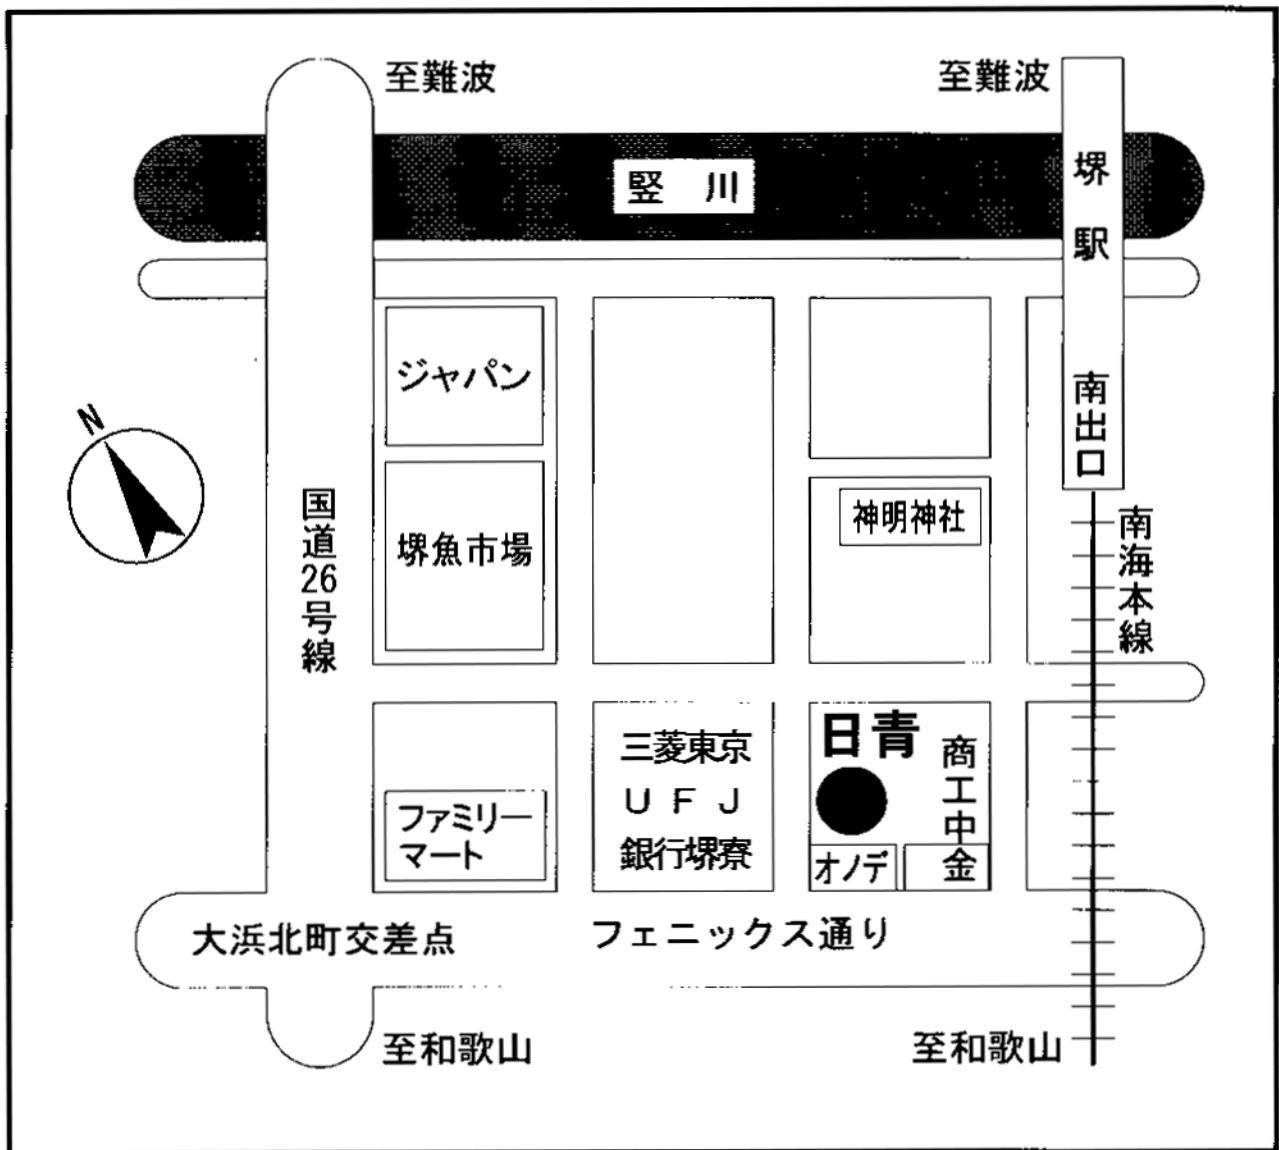 至難波
至難波
竪 川
堺駅
南出口
N
ジャパン
堺魚市場
国道26号線
神明神社
南海本線
日青
商工中金
三菱東京
UFJ
銀行堺寮
ファミリー
マート
オノデ
大浜北町交差点
フェニックス通り
至和歌山
至和歌山